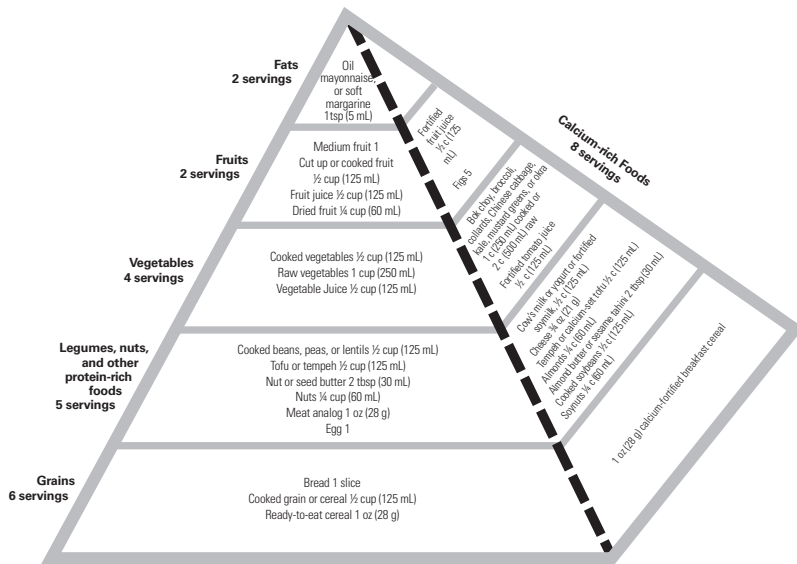 Fats
2 servings
Oil
mayonnaise,
or soft
margarine
1tsp (5 mL)
Fruits
2 servings
Medium fruit 1
Cut up or cooked fruit
½ cup (125 mL)
Fruit juice ½ cup (125 mL)
Dried fruit ¼ cup (60 mL)
Vegetables
4 servings
Cooked vegetables ½ cup (125 mL)
Raw vegetables 1 cup (250 mL)
Vegetable Juice ½ cup (125 mL)
Legumes, nuts,
and other
protein-rich
foods
5 servings
Cooked beans, peas, or lentils ½ cup (125 mL)
Tofu or tempeh ½ cup (125 mL)
Nut or seed butter 2 tbsp (30 mL)
Nuts ¼ cup (60 mL)
Meat analog 1 oz (28 g)
Egg 1
Grains
6 servings
Bread 1 slice
Cooked grain or cereal ½ cup (125 mL)
Ready-to-eat cereal 1 oz (28 g)
Calcium-rich Foods
8 servings
Fortified
fruit juice
½ c (125
mL)
Figs 5
Bok choy, broccoli,
collards, Chinese cabbage,
kale, mustard greens, or okra
1 c (250 mL) cooked or
2 c (500 mL) raw
Fortified tomato juice
½ c (125 mL)
Cow's milk or yogurt or fortified
soymilk, ½ c (125 mL)
Cheese ¾ oz (21 g)
Tempeh or calcium-set tofu ½ c (125 mL)
Almonds ¼ c (60 mL)
Almond butter or sesame tahini 2 tbsp (30 mL)
Cooked soybeans ½ c (125 mL)
Soynuts ¼ c (60 mL)
1 oz (28 g) calcium-fortified breakfast cereal